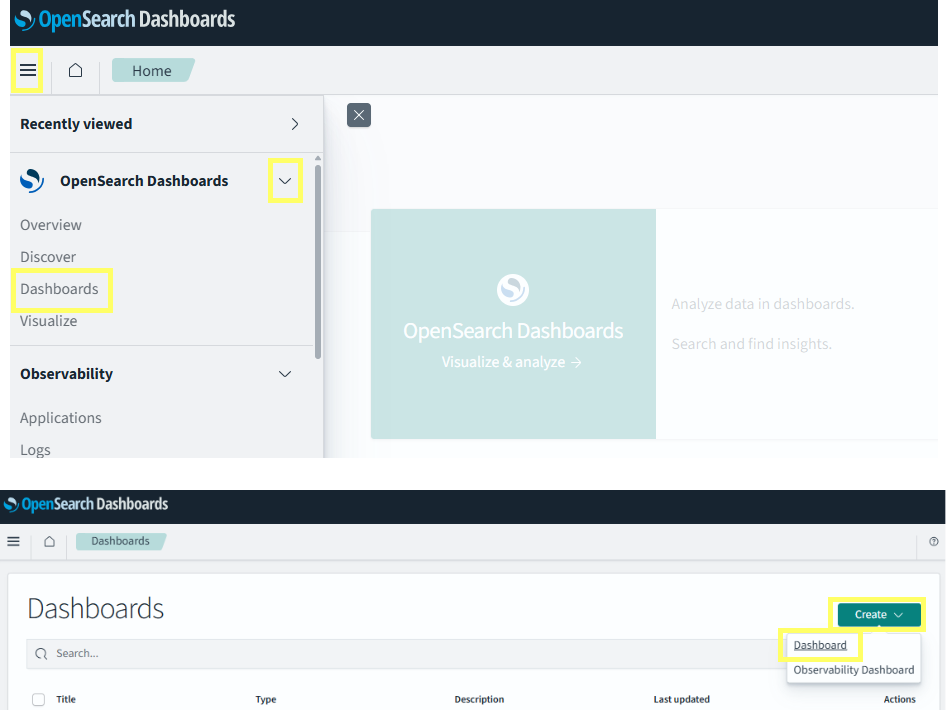 OpenSearch Dashboards
Home
Recently viewed
OpenSearch Dashboards
Overview
Discover
Dashboards
Visualize
Observability
Applications
Logs
OpenSearch Dashboards
Visualize & analyze →
Analyze data in dashboards.
Search and find insights.
OpenSearch Dashboards
Dashboards
Dashboards
Create
Search...
Dashboard
Observability Dashboard
Title Type Description Last updated Actions